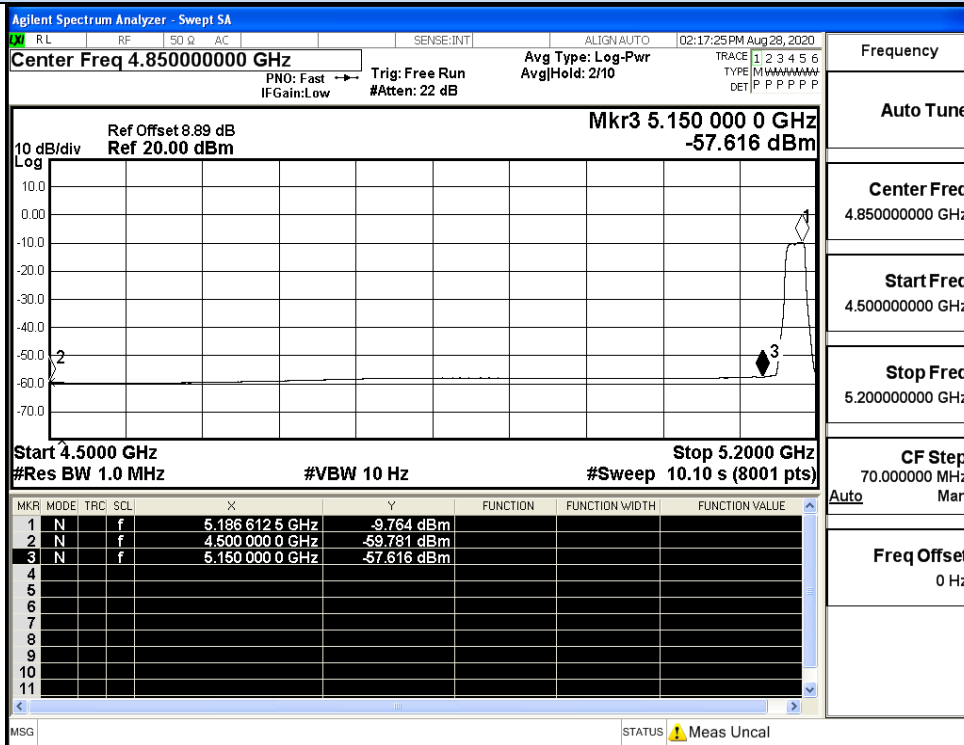 Agilent Spectrum Analyzer - Swept SA
LXI RL RF 50 Ω AC SENSE:INT ALIGN AUTO 02:17:25 PM Aug 28, 2020
Center Freq 4.850000000 GHz
PNO: Fast
IFGain:Low
Trig: Free Run
#Atten: 22 dB
Avg Type: Log-Pwr
Avg|Hold: 2/10
TRACE 1 2 3 4 5 6
TYPE M W W W W W
DET P P P P P P
Mkr3 5.150 000 0 GHz
-57.616 dBm
Ref Offset 8.89 dB
10 dB/div Ref 20.00 dBm
Log
10.0
0.00
-10.0
-20.0
-30.0
-40.0
-50.0
-60.0
-70.0
1
2
3
Start 4.5000 GHz Stop 5.2000 GHz
#Res BW 1.0 MHz #VBW 10 Hz #Sweep 10.10 s (8001 pts)
MKR MODE TRC SCL X Y FUNCTION FUNCTION WIDTH FUNCTION VALUE
1 N f 5.186 612 5 GHz -9.764 dBm
2 N f 4.500 000 0 GHz -59.781 dBm
3 N f 5.150 000 0 GHz -57.616 dBm
4
5
6
7
8
9
10
11
MSG STATUS Meas Uncal
Frequency
Auto Tune
Center Freq
4.850000000 GHz
Start Freq
4.500000000 GHz
Stop Freq
5.200000000 GHz
CF Step
70.000000 MHz
Auto Man
Freq Offset
0 Hz